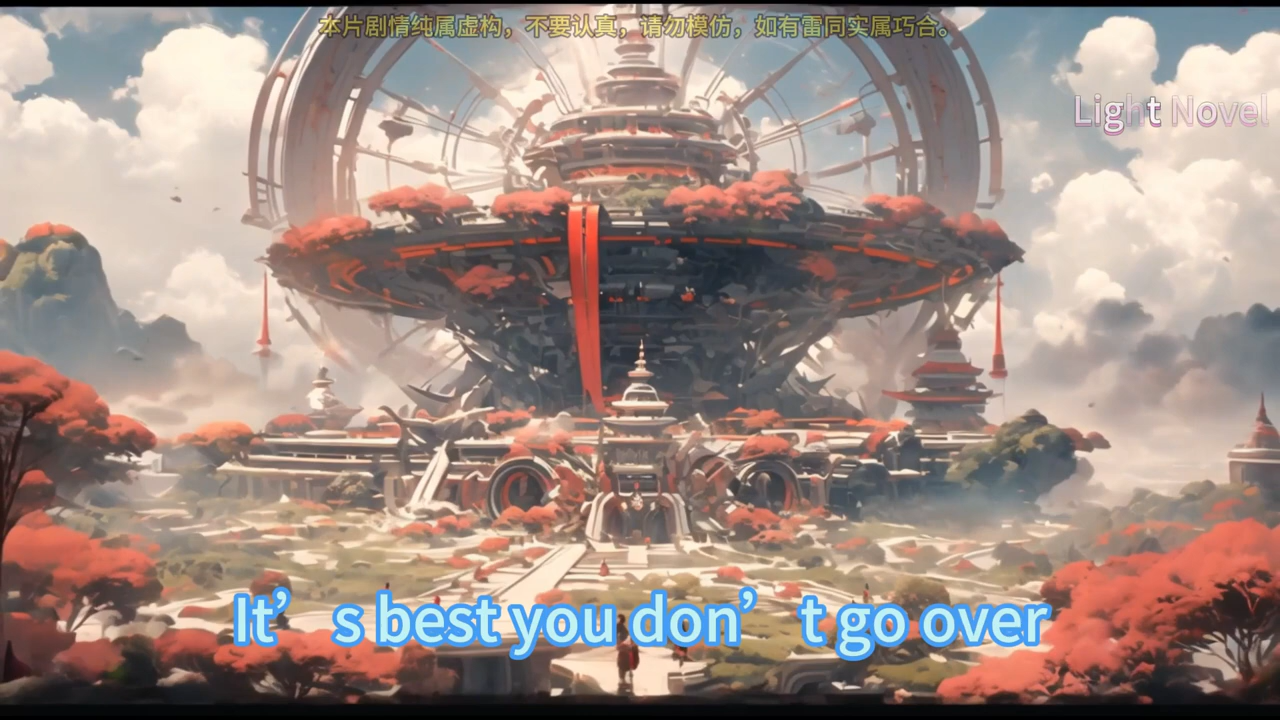 本片剧情纯属虚构，不要认真，请勿模仿，如有雷同实属巧合。
Light Novel
It’s best you don’t go over